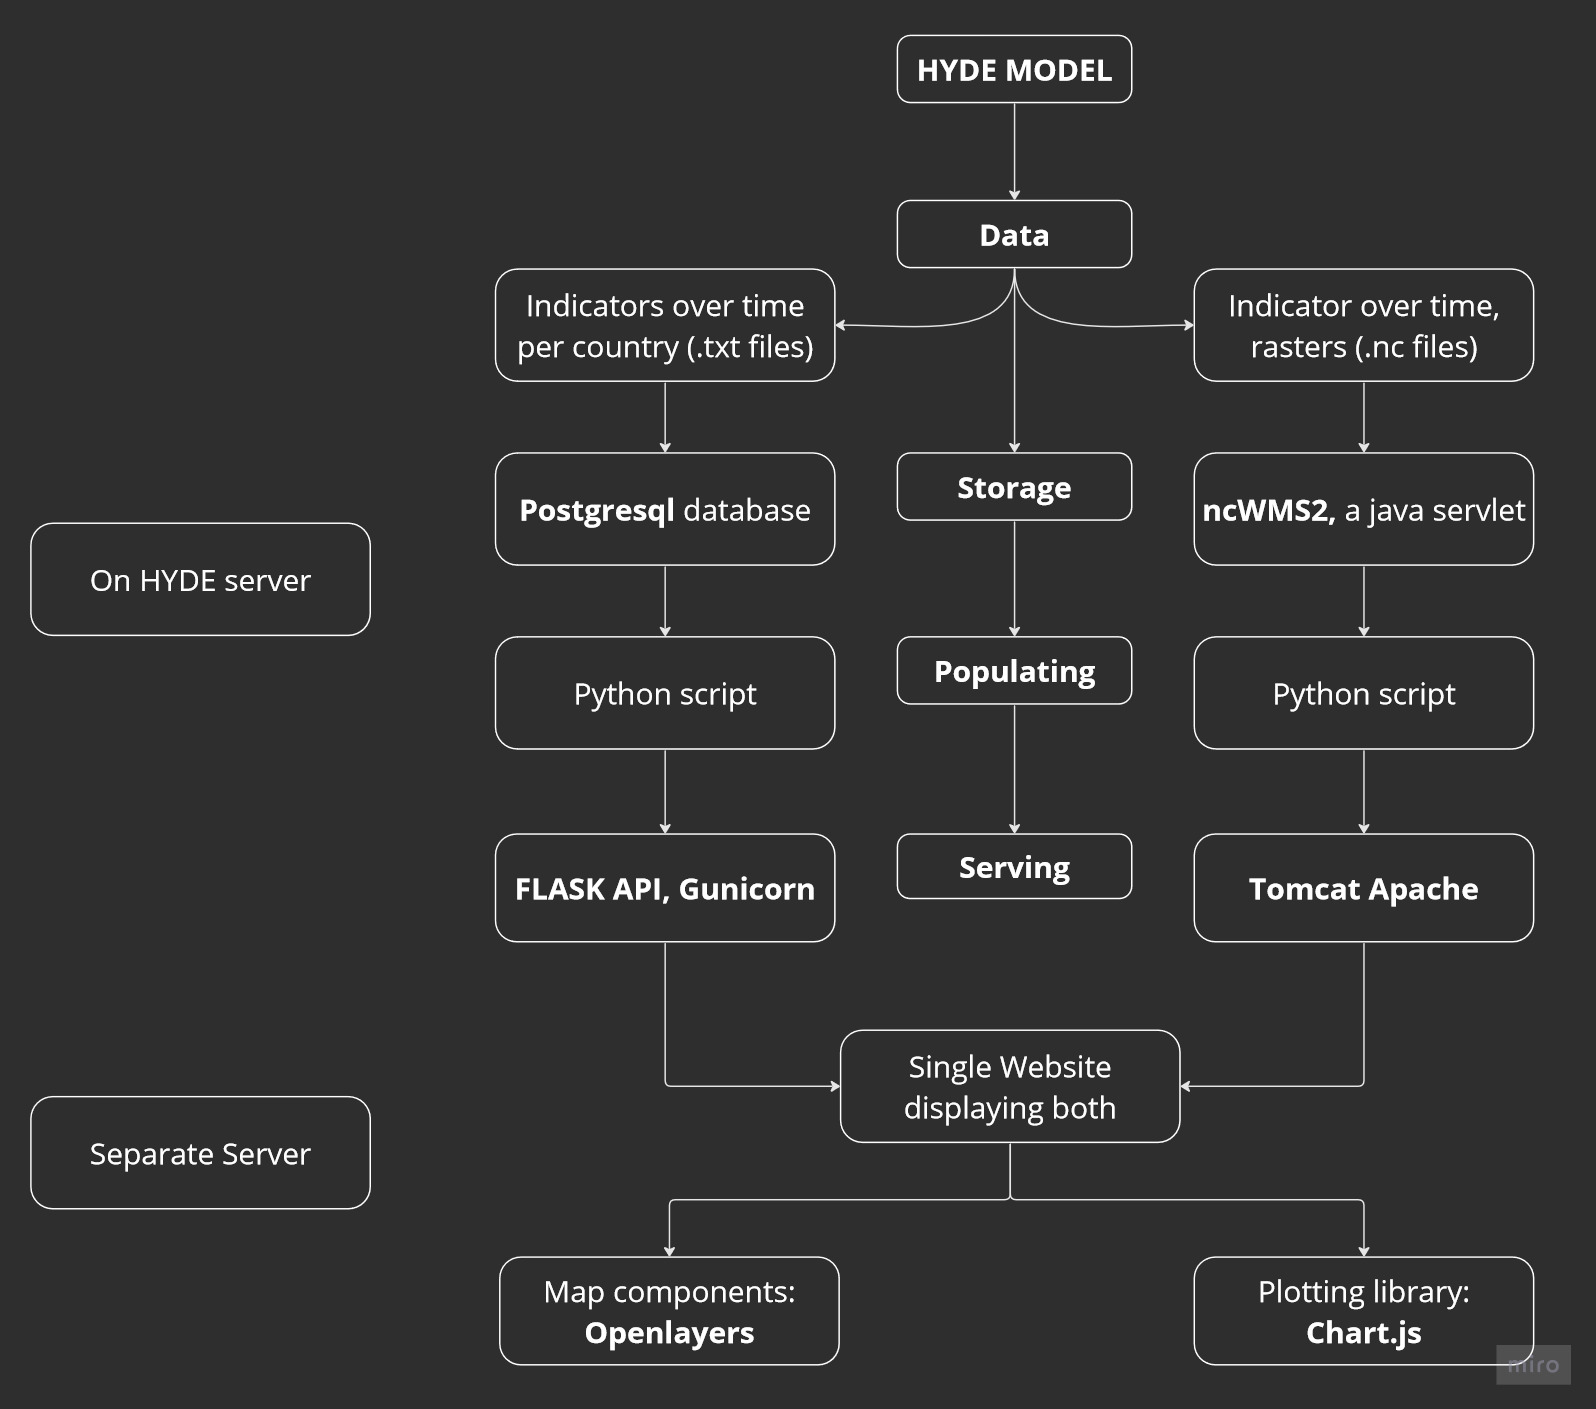 HYDE MODEL
Data
Indicators over time
per country (.txt files)
Indicator over time,
rasters (.nc files)
Postgresql database
Storage
ncWMS2, a java servlet
On HYDE server
Python script
Populating
Python script
FLASK API, Gunicorn
Serving
Tomcat Apache
Single Website
displaying both
Separate Server
Map components:
Openlayers
Plotting library:
Chart.js
miro